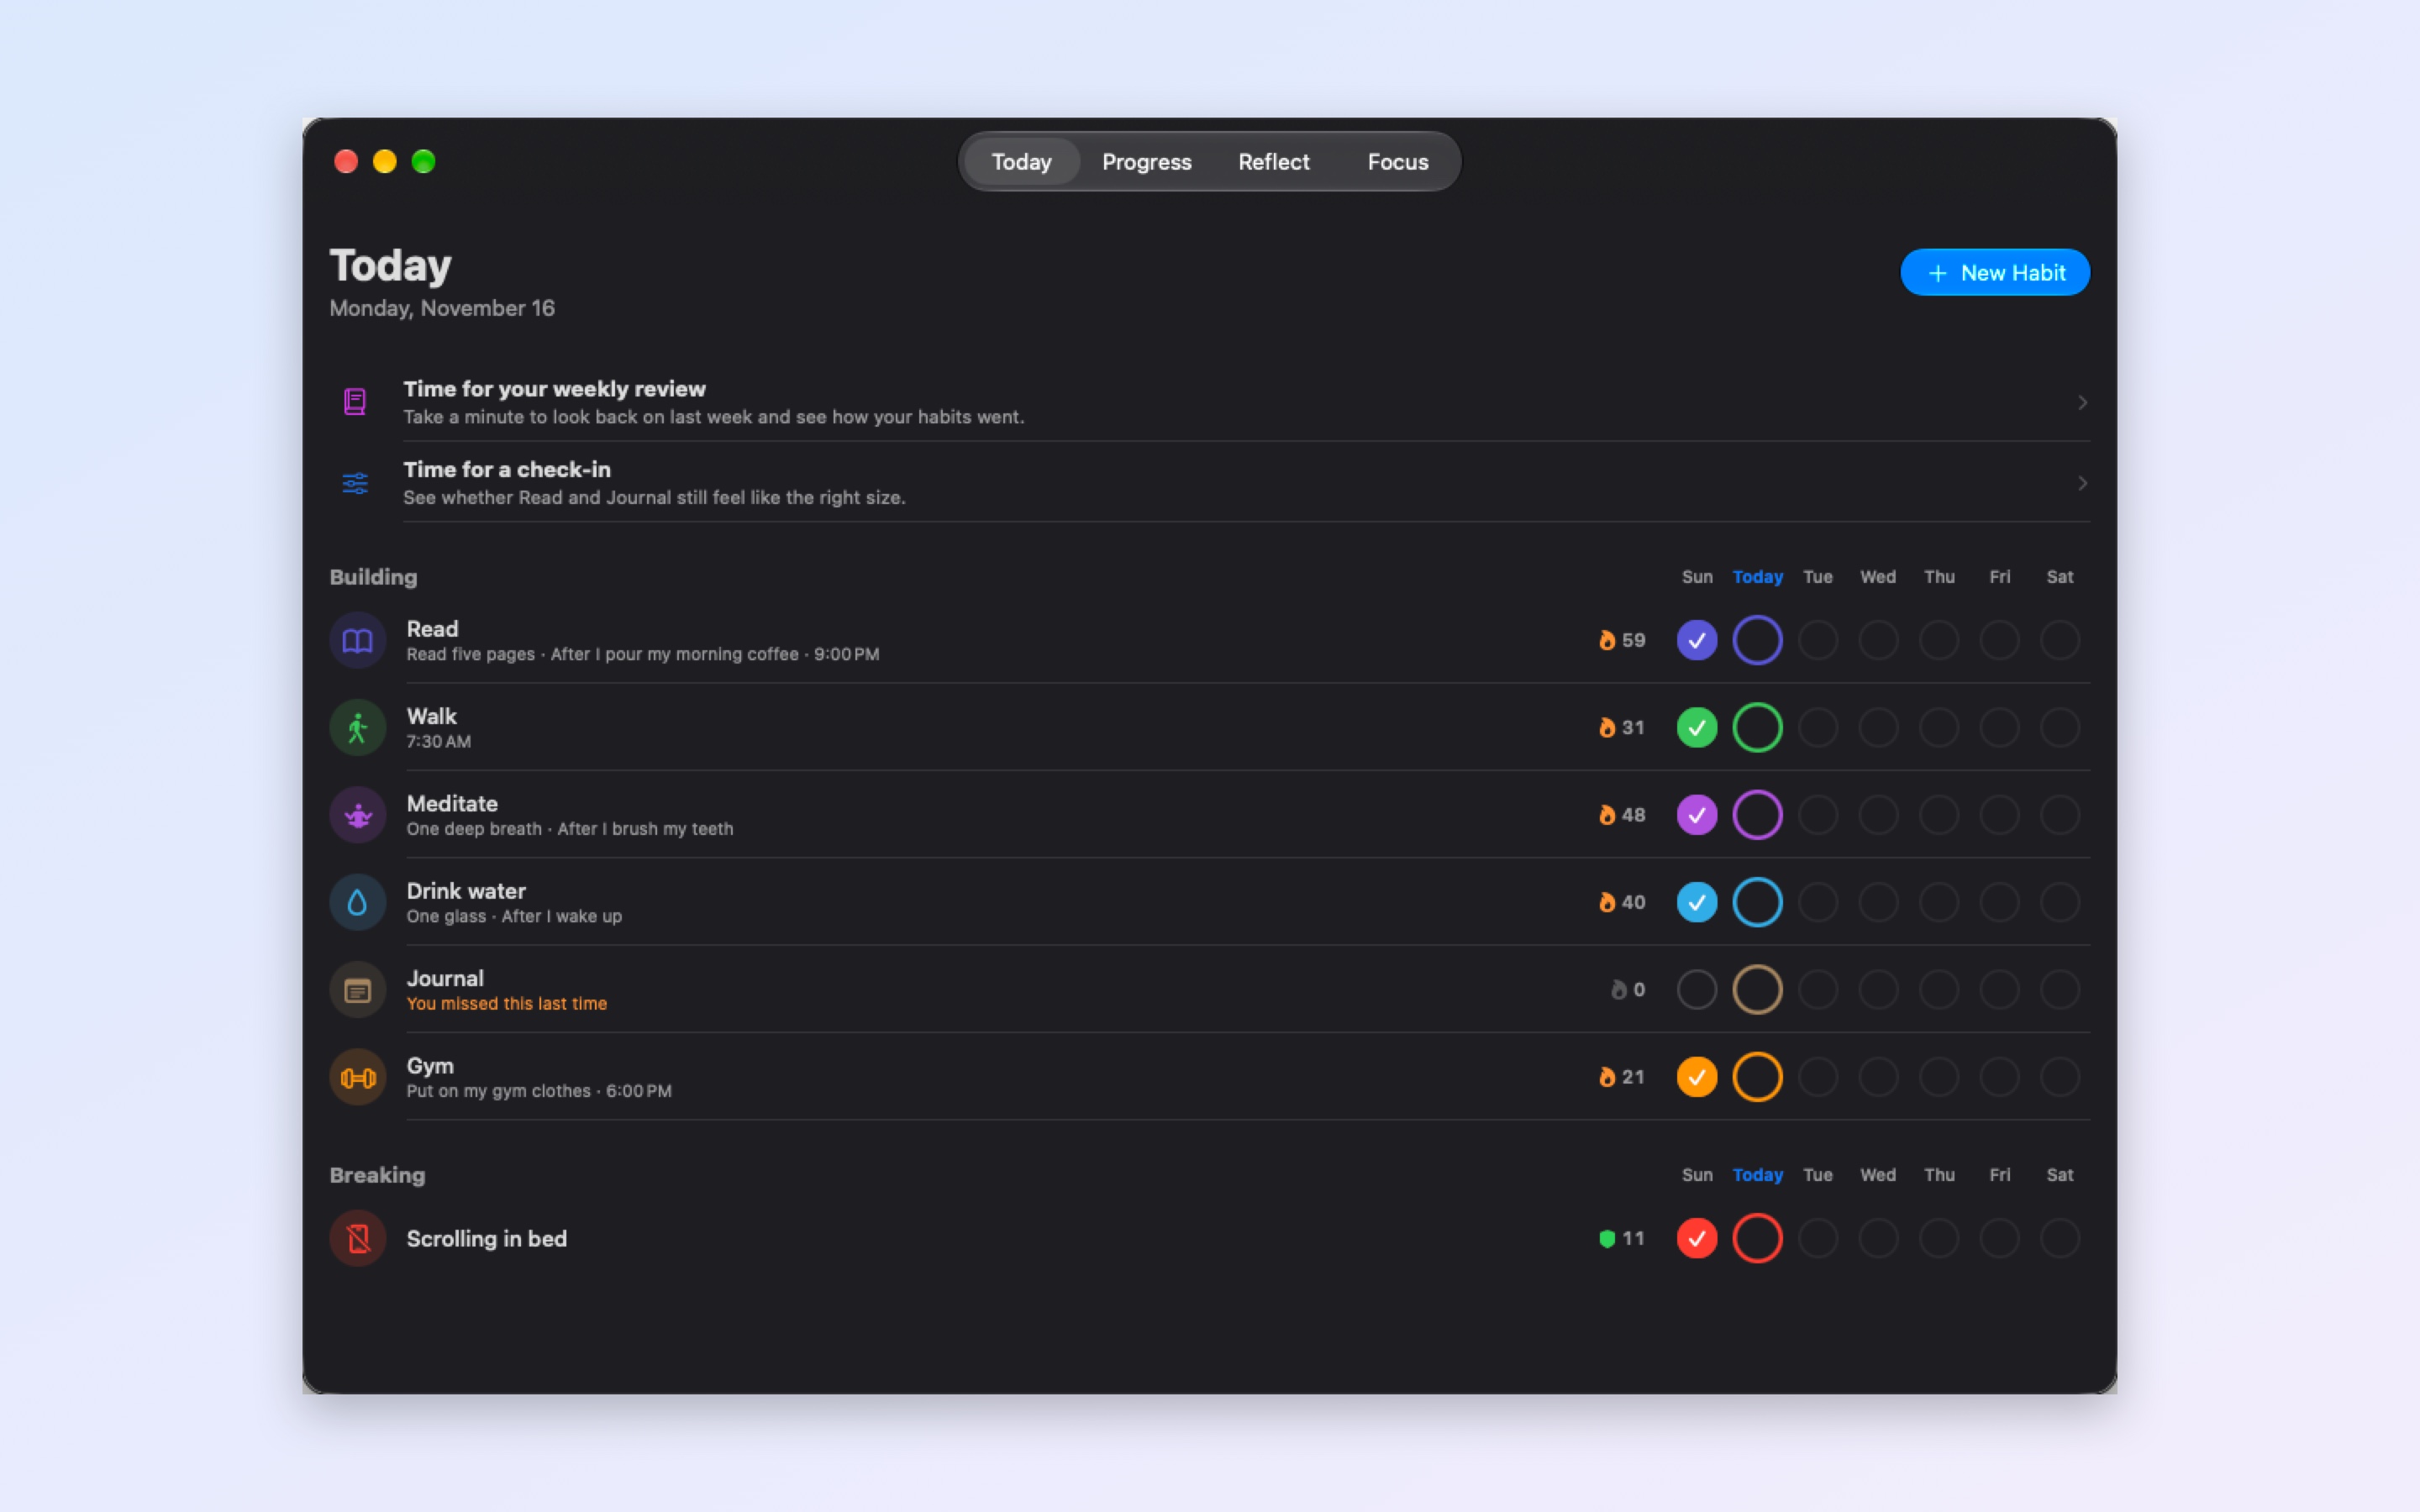 Today Progress Reflect Focus
Today
Monday, November 16
+ New Habit
Time for your weekly review
Take a minute to look back on last week and see how your habits went.
Time for a check-in
See whether Read and Journal still feel like the right size.
Building Sun Today Tue Wed Thu Fri Sat
Read
Read five pages · After I pour my morning coffee · 9:00 PM
59
Walk
7:30 AM
31
Meditate
One deep breath · After I brush my teeth
48
Drink water
One glass · After I wake up
40
Journal
You missed this last time
0
Gym
Put on my gym clothes · 6:00 PM
21
Breaking Sun Today Tue Wed Thu Fri Sat
Scrolling in bed
11